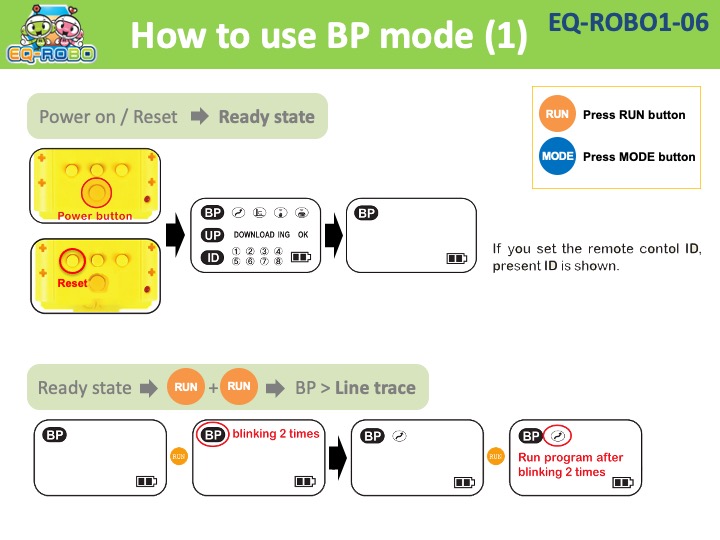 EQ-ROBO
How to use BP mode (1)
EQ-ROBO1-06
Power on / Reset Ready state
RUN Press RUN button
MODE Press MODE button
Power button
Reset
BP
UP DOWNLOAD ING OK
ID ① ② ③ ④
⑤ ⑥ ⑦ ⑧
BP
If you set the remote contol ID,
present ID is shown.
Ready state RUN + RUN BP > Line trace
BP
RUN
BP blinking 2 times
BP
RUN
BP
Run program after
blinking 2 times